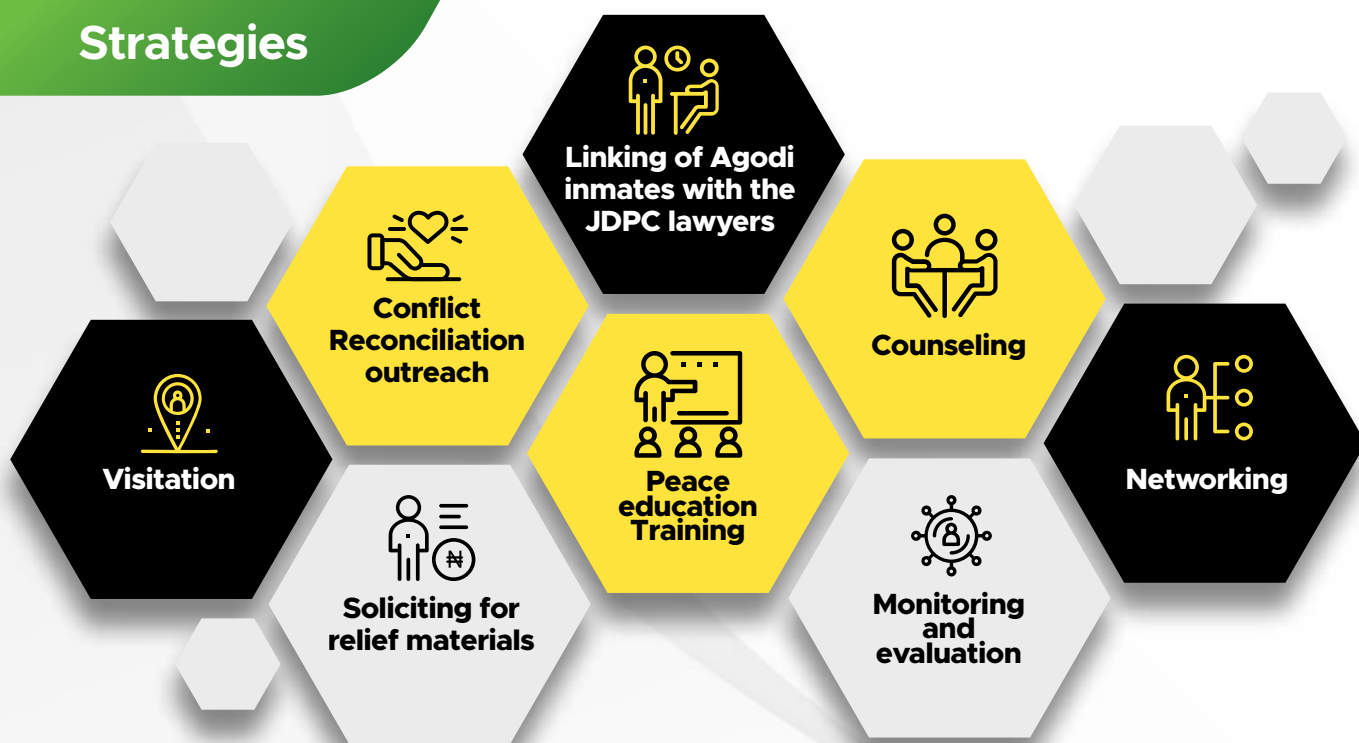 Strategies
Linking of Agodi
inmates with the
JDPC lawyers
Conflict
Reconciliation
outreach
Counseling
Visitation
Peace
education
Training
Networking
₦
Soliciting for
relief materials
Monitoring
and
evaluation